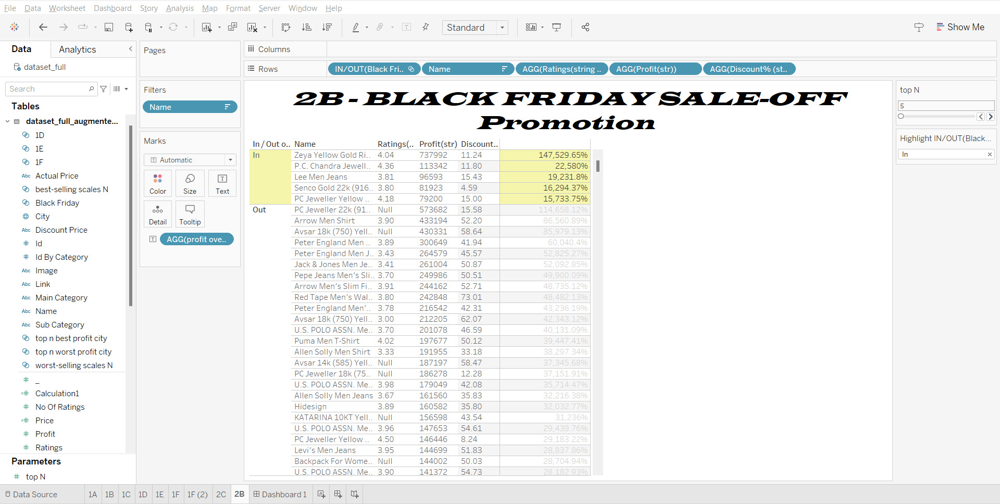 File Data Worksheet Dashboard Story Analysis Map Format Server Window Help
Standard Show Me
Data Analytics
dataset_full
Search
Tables
dataset_full_augmente...
1D
1E
1F
Abc Actual Price
best-selling scales N
Black Friday
City
Abc Discount Price
# Id
# Id By Category
Abc Image
Abc Link
Abc Main Category
Abc Name
Abc Sub Category
top n best profit city
top n worst profit city
worst-selling scales N
# _
=# Calculation1
# No Of Ratings
=# Price
# Profit
# Ratings
Parameters
# top N
Pages
Filters
Name
Marks
T Automatic
Color Size T Text
Detail Tooltip
T AGG(profit ove..
Columns
Rows IN/OUT(Black Fri.. Name AGG(Ratings(string .. AGG(Profit(str)) AGG(Discount% (st..
2B - BLACK FRIDAY SALE-OFF
Promotion
In / Out o.. Name Ratings(.. Profit(str) Discount..
In Zeya Yellow Gold Ri.. 4.04 737992 11.24 147,529.65%
P.C. Chandra Jewell.. 4.36 113342 11.80 22,580%
Lee Men Jeans 3.81 96593 15.43 19,231.8%
Senco Gold 22k (916.. 3.80 81923 4.59 16,294.37%
PC Jeweller Yellow .. 4.18 79200 15.00 15,733.75%
Out PC Jeweller 22k (91.. Null 573682 15.58 114,658.12%
Arrow Men Shirt 3.90 433194 52.20 86,560.89%
Avsar 18k (750) Yell.. Null 430331 58.64 85,979.13%
Peter England Men .. 3.89 300649 41.94 60,040.4%
Peter England Men J.. 3.43 264579 45.57 52,825.27%
Jack & Jones Men Je.. 3.41 261004 50.87 52,092.85%
Pepe Jeans Men's Sli.. 3.70 249986 50.51 49,900.09%
Arrow Men's Slim Fi.. 3.91 244162 52.71 48,735.12%
Red Tape Men's Wal.. 3.80 242848 73.01 48,482.13%
Peter England Men'.. 3.78 216542 42.31 43,236.19%
Avsar 18k (750) Yell.. 3.00 212205 62.07 42,343.12%
U.S. POLO ASSN. Me.. 3.70 201078 46.59 40,131.09%
Puma Men T-Shirt 4.02 197677 50.12 39,447.41%
Allen Solly Men Shirt 3.33 191955 33.18 38,297.34%
Avsar 14k (585) Yell.. Null 187197 58.47 37,345.68%
PC Jeweller 18k (75.. Null 186278 12.28 37,151.91%
U.S. POLO ASSN. Me.. 3.98 179049 42.08 35,714.47%
Allen Solly Men Jeans 3.67 161560 35.83 32,216.38%
Hidesign 3.89 160582 35.80 32,032.77%
KATARINA 10KT Yell.. Null 156598 43.54 31,236%
U.S. POLO ASSN. Me.. 3.96 147653 54.61 29,439.76%
PC Jeweller Yellow .. 4.50 146446 8.24 29,183.22%
Levi's Men Jeans 3.95 144699 51.83 28,837.86%
Backpack For Wome.. Null 144002 50.03 28,704.94%
U.S. POLO ASSN. Me.. 3.90 141372 54.73 28,182.93%
top N
5
Highlight IN/OUT(Black...
In
Data Source 1A 1B 1C 1D 1E 1F 1F (2) 2C 2B Dashboard 1